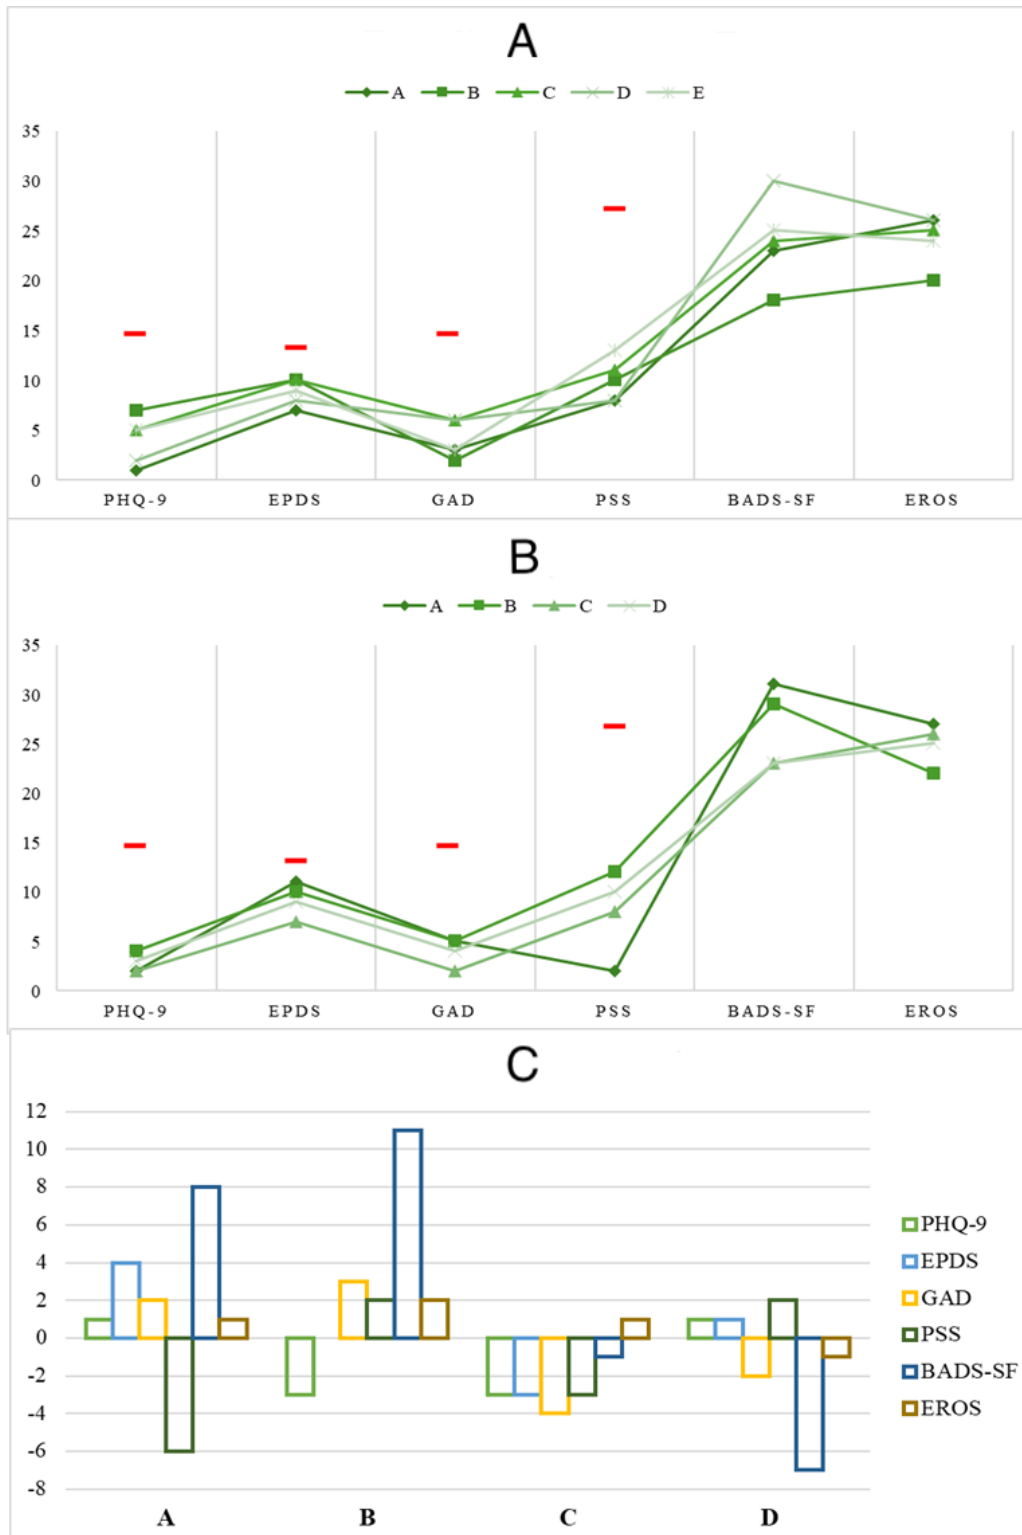 A
A B C D E
35
30
25
20
15
10
5
0
PHQ-9 EPDS GAD PSS BADS-SF EROS
B
A B C D
35
30
25
20
15
10
5
0
PHQ-9 EPDS GAD PSS BADS-SF EROS
C
12
10
8
6
4
2
0
-2
-4
-6
-8
A B C D
PHQ-9
EPDS
GAD
PSS
BADS-SF
EROS